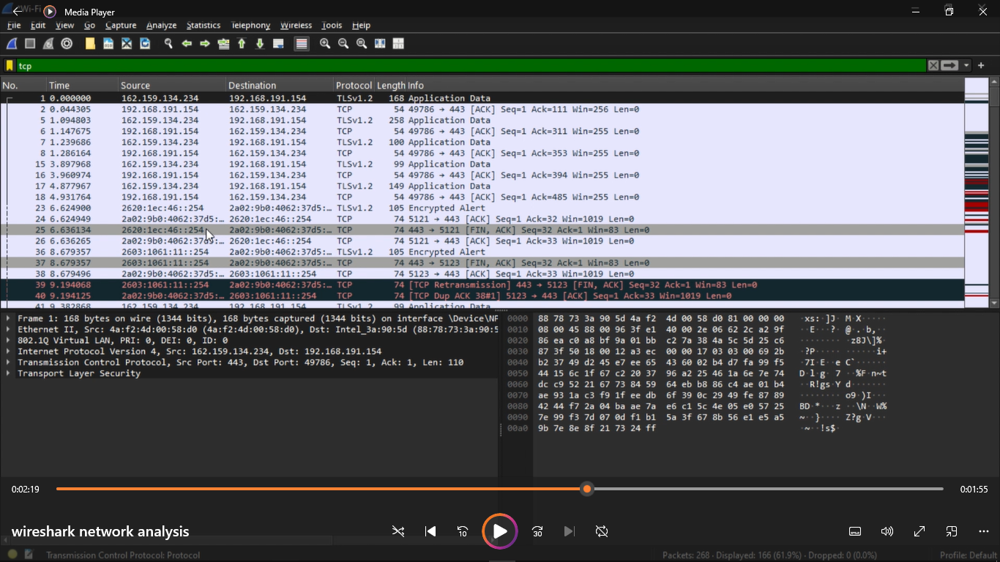 *Wi-Fi
Media Player
File Edit View Go Capture Analyze Statistics Telephony Wireless Tools Help
tcp
No. Time Source Destination Protocol Length Info
1 0.000000 162.159.134.234 192.168.191.154 TLSv1.2 168 Application Data
2 0.044305 192.168.191.154 162.159.134.234 TCP 54 49786 → 443 [ACK] Seq=1 Ack=111 Win=256 Len=0
5 1.094803 162.159.134.234 192.168.191.154 TLSv1.2 258 Application Data
6 1.147675 192.168.191.154 162.159.134.234 TCP 54 49786 → 443 [ACK] Seq=1 Ack=311 Win=255 Len=0
7 1.239686 162.159.134.234 192.168.191.154 TLSv1.2 100 Application Data
8 1.286164 192.168.191.154 162.159.134.234 TCP 54 49786 → 443 [ACK] Seq=1 Ack=353 Win=255 Len=0
15 3.897968 162.159.134.234 192.168.191.154 TLSv1.2 99 Application Data
16 3.960974 192.168.191.154 162.159.134.234 TCP 54 49786 → 443 [ACK] Seq=1 Ack=394 Win=255 Len=0
17 4.877967 162.159.134.234 192.168.191.154 TLSv1.2 149 Application Data
18 4.931764 192.168.191.154 162.159.134.234 TCP 54 49786 → 443 [ACK] Seq=1 Ack=485 Win=255 Len=0
23 6.624900 2620:1ec:46::254 2a02:9b0:4062:37d5:… TLSv1.2 105 Encrypted Alert
24 6.624949 2a02:9b0:4062:37d5:… 2620:1ec:46::254 TCP 74 5121 → 443 [ACK] Seq=1 Ack=32 Win=1019 Len=0
25 6.636134 2620:1ec:46::254 2a02:9b0:4062:37d5:… TCP 74 443 → 5121 [FIN, ACK] Seq=32 Ack=1 Win=83 Len=0
26 6.636265 2a02:9b0:4062:37d5:… 2620:1ec:46::254 TCP 74 5121 → 443 [ACK] Seq=1 Ack=33 Win=1019 Len=0
36 8.679357 2603:1061:11::254 2a02:9b0:4062:37d5:… TLSv1.2 105 Encrypted Alert
37 8.679357 2603:1061:11::254 2a02:9b0:4062:37d5:… TCP 74 443 → 5123 [FIN, ACK] Seq=32 Ack=1 Win=83 Len=0
38 8.679496 2a02:9b0:4062:37d5:… 2603:1061:11::254 TCP 74 5123 → 443 [ACK] Seq=1 Ack=33 Win=1019 Len=0
39 9.194068 2603:1061:11::254 2a02:9b0:4062:37d5:… TCP 74 [TCP Retransmission] 443 → 5123 [FIN, ACK] Seq=32 Ack=1 Win=83 Len=0
40 9.194125 2a02:9b0:4062:37d5:… 2603:1061:11::254 TCP 74 [TCP Dup ACK 38#1] 5123 → 443 [ACK] Seq=1 Ack=33 Win=1019 Len=0
41 9.382868 162.159.134.234 192.168.191.154 TLSv1.2 99 Application Data
Frame 1: 168 bytes on wire (1344 bits), 168 bytes captured (1344 bits) on interface \Device\NF
Ethernet II, Src: 4a:f2:4d:00:58:d0 (4a:f2:4d:00:58:d0), Dst: Intel_3a:90:5d (88:78:73:3a:90:5
802.1Q Virtual LAN, PRI: 0, DEI: 0, ID: 0
Internet Protocol Version 4, Src: 162.159.134.234, Dst: 192.168.191.154
Transmission Control Protocol, Src Port: 443, Dst Port: 49786, Seq: 1, Ack: 1, Len: 110
Transport Layer Security
0000 88 78 73 3a 90 5d 4a f2 4d 00 58 d0 81 00 00 00 ·xs:·]J· M·X·····
0010 08 00 45 88 00 96 3f e1 40 00 2e 06 62 2c a2 9f ··E···?· @·.·b,··
0020 86 ea c0 a8 bf 9a 01 bb c2 7a 38 4a 5c 5d 25 c6 ········ ·z8J\]%·
0030 87 3f 50 18 00 12 a3 ec 00 00 17 03 03 00 69 2b ·?P····· ······i+
0040 b2 37 49 d2 45 e7 ee 65 43 60 02 b4 d7 fa 99 f5 ·7I·E··e C`······
0050 44 15 6c 1f 67 c2 20 37 96 a2 25 46 1a 6e 7e 74 D·l·g· 7 ··%F·n~t
0060 dc c9 52 21 67 73 84 59 64 eb b8 86 c4 ae 01 b4 ··R!gs·Y d·······
0070 ae 93 1a c3 f9 1f ee db 6f 39 0c 29 49 fe 87 89 ········ o9·)I···
0080 42 44 f7 2a 04 ba ae 7a e6 c1 5c 4e 05 e0 57 25 BD·*···z ··\N··W%
0090 7e 99 f3 7d 07 0d f1 b1 5a 3f 67 8b 56 e1 e5 a5 ~··}···· Z?g·V···
00a0 9b 7e 8e 8f 21 73 24 ff ·~··!s$·
0:02:19 0:01:55
wireshark network analysis
10 30
Transmission Control Protocol: Protocol Packets: 268 · Displayed: 166 (61.9%) · Dropped: 0 (0.0%) Profile: Default